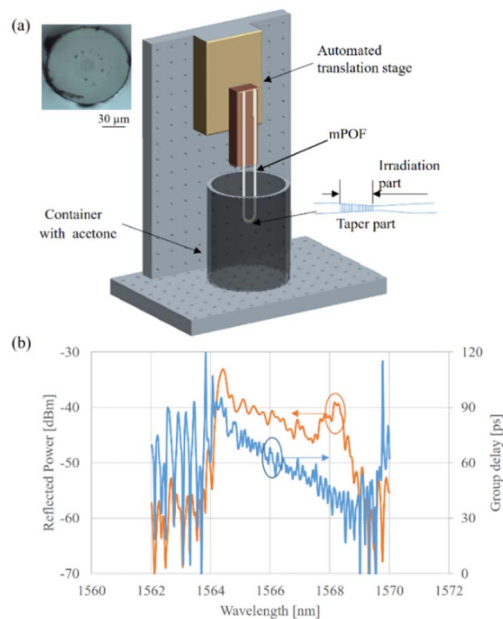 (a)
30 µm
Automated
translation stage
mPOF
Irradiation
part
Container
with acetone
Taper part
(b)
-30
-40
-50
-60
-70
Reflected Power [dBm]
120
90
60
30
0
Group delay [ps]
1560
1562
1564
1566
1568
1570
1572
Wavelength [nm]